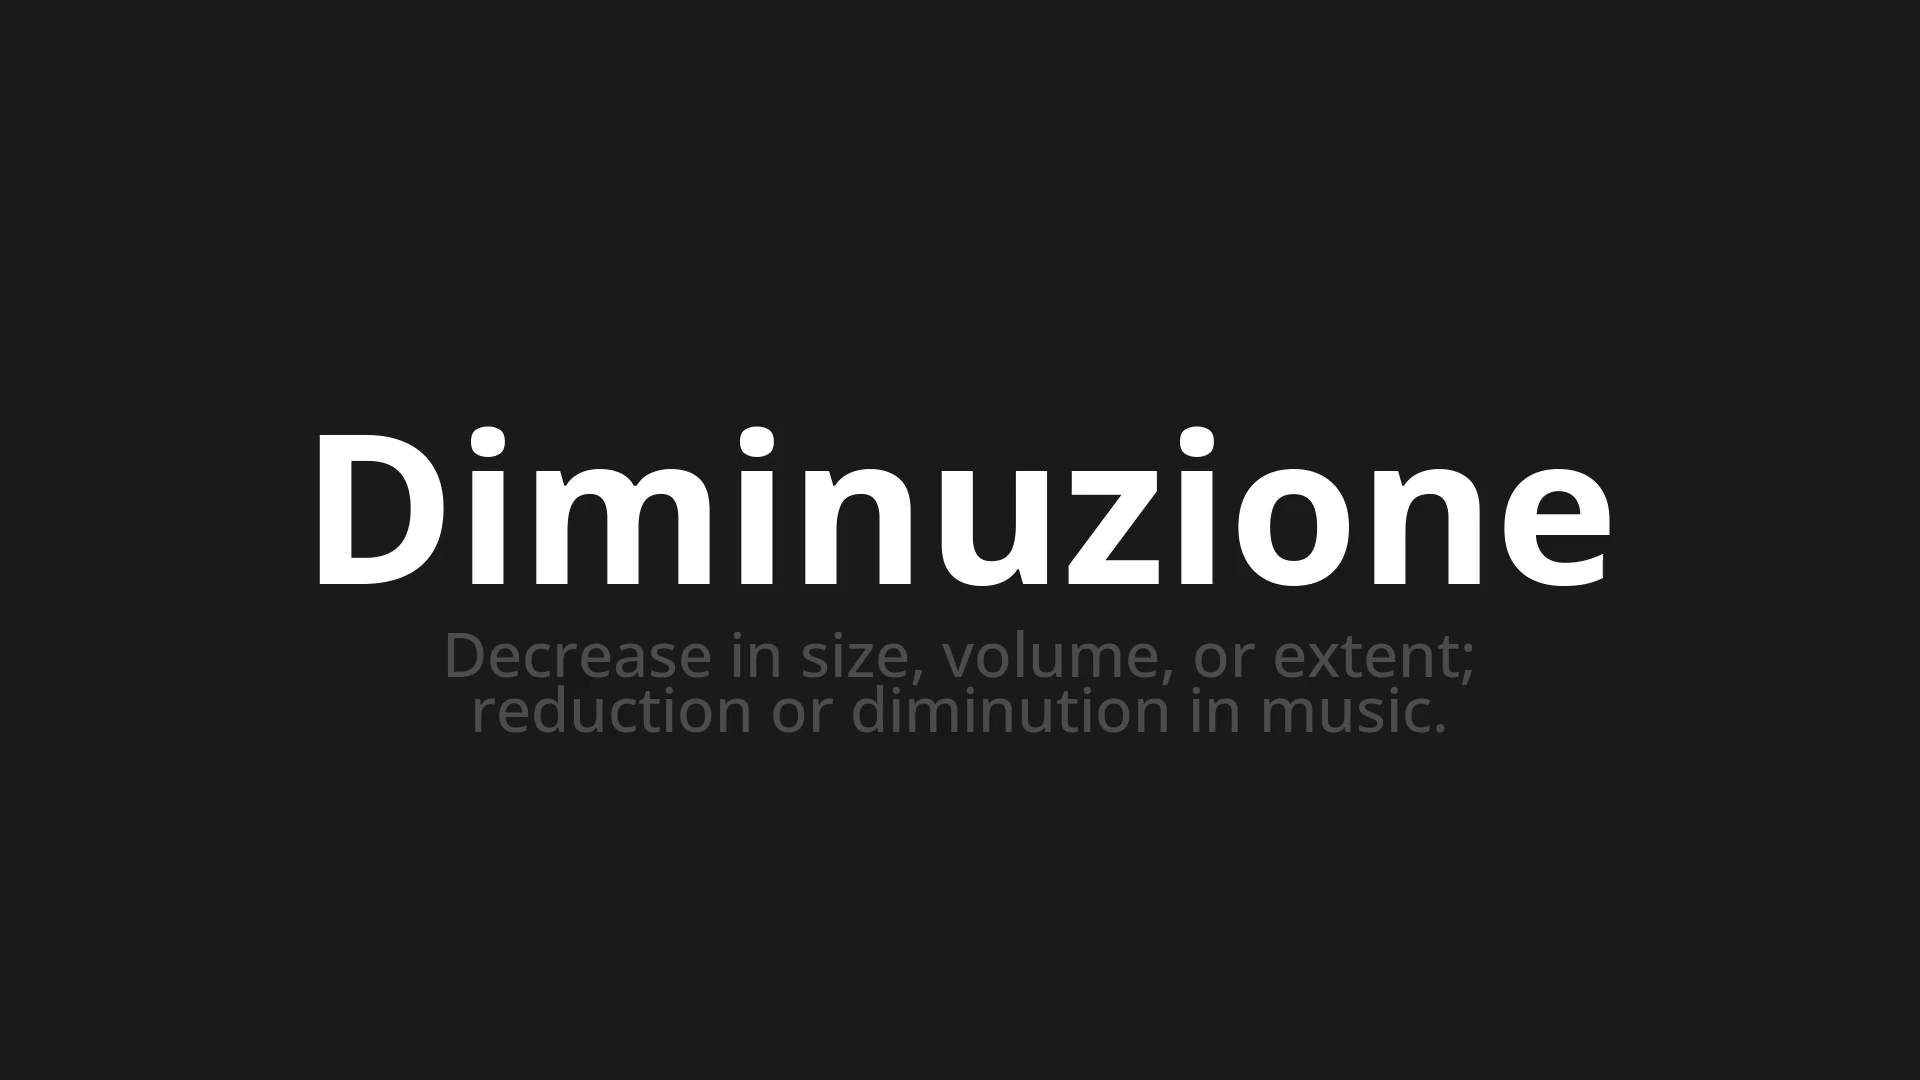 Diminuzione
Decrease in size, volume, or extent;
reduction or diminution in music.